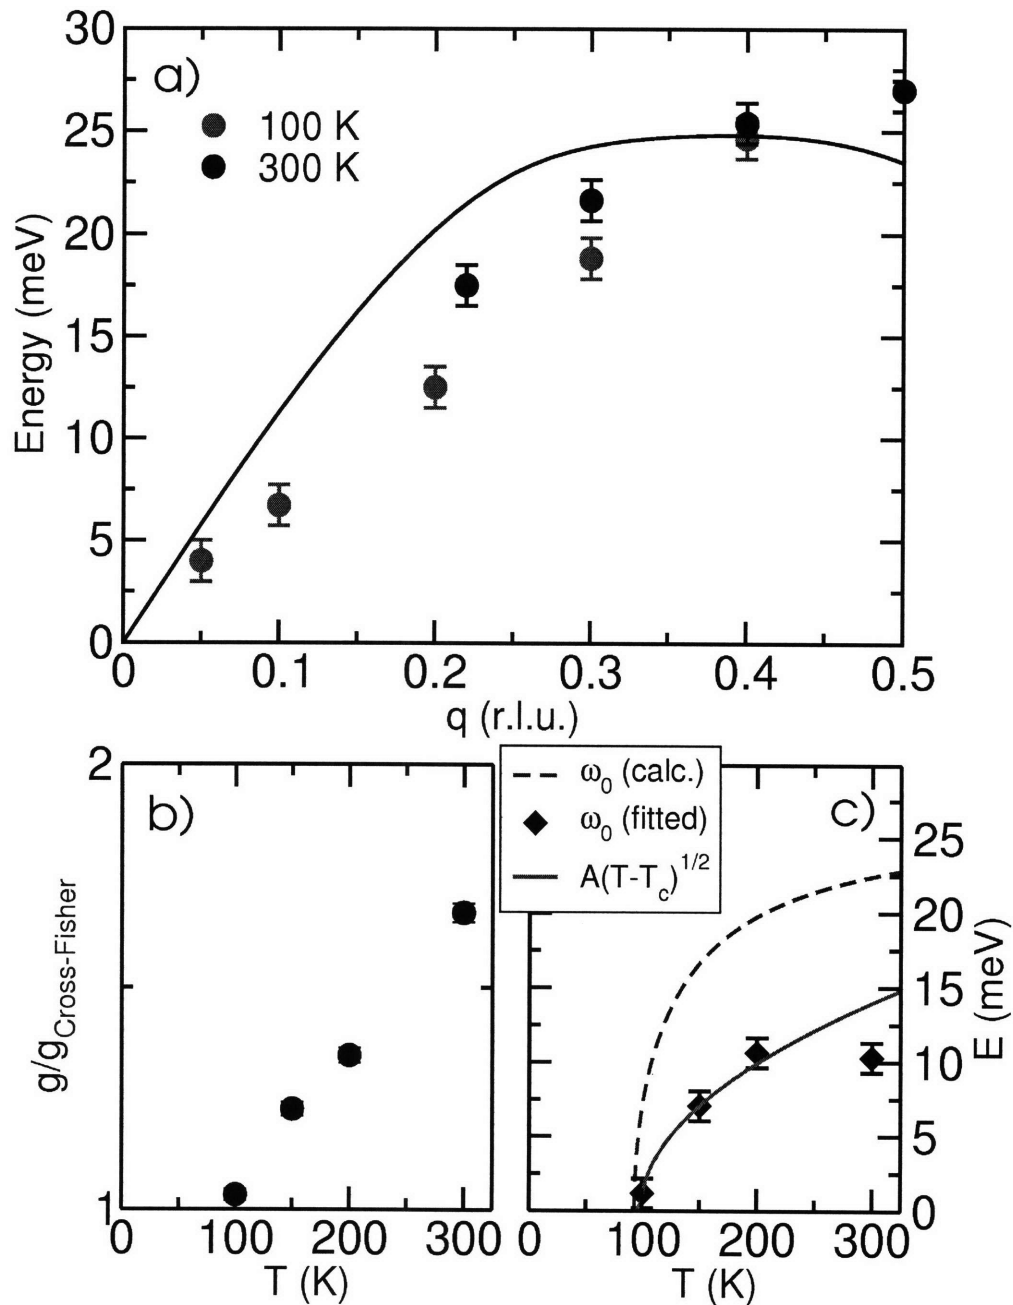 a)
100 K
300 K
30
25
20
15
10
5
0
Energy (meV)
0 0.1 0.2 0.3 0.4 0.5
q (r.l.u.)
b)
2
1
g/gCross-Fisher
0 100 200 300
T (K)
ω0 (calc.)
ω0 (fitted)
A(T-Tc)1/2
c)
25
20
15
10
5
0
E (meV)
0 100 200 300
T (K)